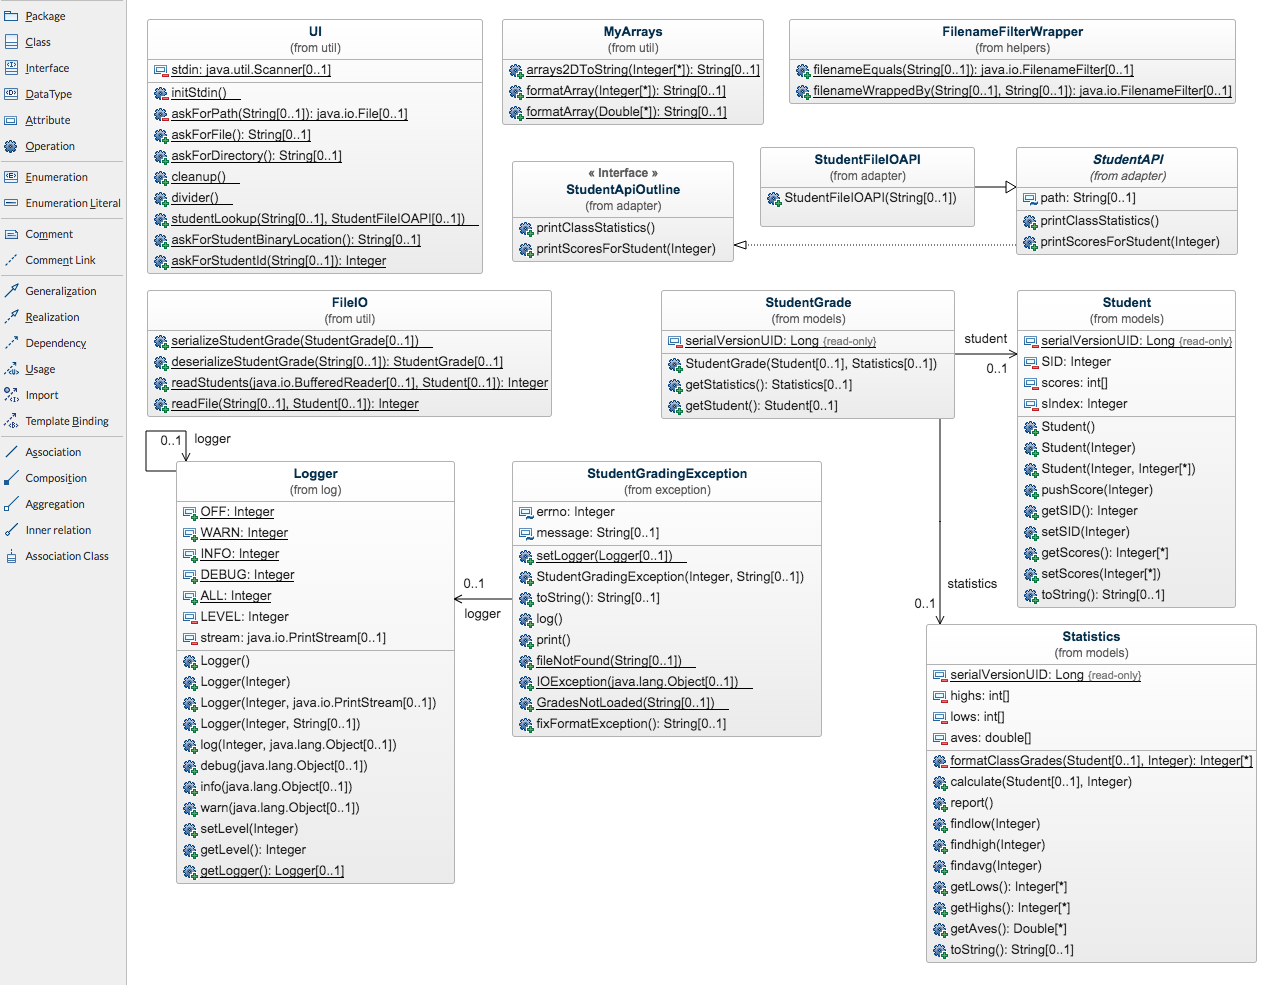 Package
Class
Interface
DataType
Attribute
Operation
Enumeration
Enumeration Literal
Comment
Comment Link
Generalization
Realization
Dependency
Usage
Import
Template Binding
Association
Composition
Aggregation
Inner relation
Association Class
UI
(from util)
stdin: java.util.Scanner[0..1]
initStdin()
askForPath(String[0..1]): java.io.File[0..1]
askForFile(): String[0..1]
askForDirectory(): String[0..1]
cleanup()
divider()
studentLookup(String[0..1], StudentFileIOAPI[0..1])
askForStudentBinaryLocation(): String[0..1]
askForStudentId(String[0..1]): Integer
MyArrays
(from util)
arrays2DToString(Integer[*]): String[0..1]
formatArray(Integer[*]): String[0..1]
formatArray(Double[*]): String[0..1]
FilenameFilterWrapper
(from helpers)
filenameEquals(String[0..1]): java.io.FilenameFilter[0..1]
filenameWrappedBy(String[0..1], String[0..1]): java.io.FilenameFilter[0..1]
« Interface »
StudentApiOutline
(from adapter)
printClassStatistics()
printScoresForStudent(Integer)
StudentFileIOAPI
(from adapter)
StudentFileIOAPI(String[0..1])
StudentAPI
(from adapter)
path: String[0..1]
printClassStatistics()
printScoresForStudent(Integer)
FileIO
(from util)
serializeStudentGrade(StudentGrade[0..1])
deserializeStudentGrade(String[0..1]): StudentGrade[0..1]
readStudents(java.io.BufferedReader[0..1], Student[0..1]): Integer
readFile(String[0..1], Student[0..1]): Integer
StudentGrade
(from models)
serialVersionUID: Long {read-only}
StudentGrade(Student[0..1], Statistics[0..1])
getStatistics(): Statistics[0..1]
getStudent(): Student[0..1]
student
0..1
Student
(from models)
serialVersionUID: Long {read-only}
SID: Integer
scores: int[]
sIndex: Integer
Student()
Student(Integer)
Student(Integer, Integer[*])
pushScore(Integer)
getSID(): Integer
setSID(Integer)
getScores(): Integer[*]
setScores(Integer[*])
toString(): String[0..1]
0..1
logger
Logger
(from log)
OFF: Integer
WARN: Integer
INFO: Integer
DEBUG: Integer
ALL: Integer
LEVEL: Integer
stream: java.io.PrintStream[0..1]
Logger()
Logger(Integer)
Logger(Integer, java.io.PrintStream[0..1])
Logger(Integer, String[0..1])
log(Integer, java.lang.Object[0..1])
debug(java.lang.Object[0..1])
info(java.lang.Object[0..1])
warn(java.lang.Object[0..1])
setLevel(Integer)
getLevel(): Integer
getLogger(): Logger[0..1]
0..1
logger
StudentGradingException
(from exception)
errno: Integer
message: String[0..1]
setLogger(Logger[0..1])
StudentGradingException(Integer, String[0..1])
toString(): String[0..1]
log()
print()
fileNotFound(String[0..1])
IOException(java.lang.Object[0..1])
GradesNotLoaded(String[0..1])
fixFormatException(): String[0..1]
statistics
0..1
Statistics
(from models)
serialVersionUID: Long {read-only}
highs: int[]
lows: int[]
aves: double[]
formatClassGrades(Student[0..1], Integer): Integer[*]
calculate(Student[0..1], Integer)
report()
findlow(Integer)
findhigh(Integer)
findavg(Integer)
getLows(): Integer[*]
getHighs(): Integer[*]
getAves(): Double[*]
toString(): String[0..1]